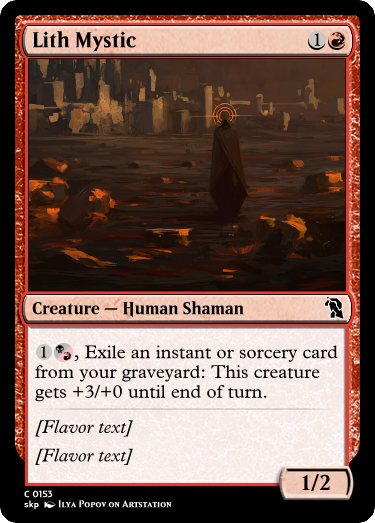 Lith Mystic 1
Creature — Human Shaman
1, Exile an instant or sorcery card
from your graveyard: This creature
gets +3/+0 until end of turn.
[Flavor text]
[Flavor text]
1/2
C 0153
skp Ilya Popov on Artstation